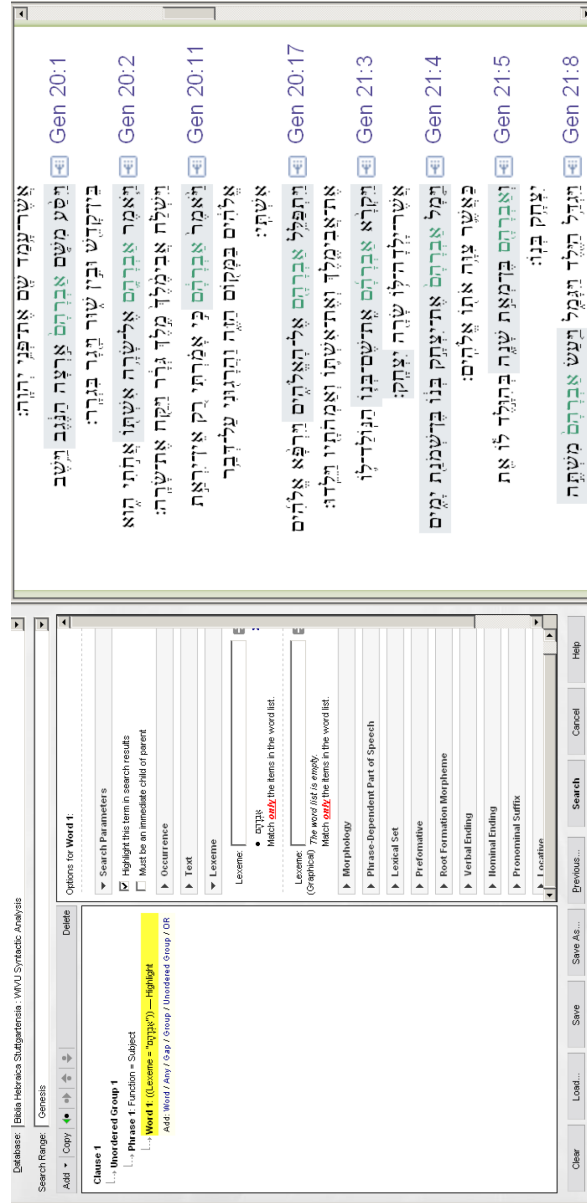 Database: Biblia Hebraica Stuttgartensia : WIVU Syntactic Analysis
Search Range: Genesis
Add Copy Delete
Clause 1
Unordered Group 1
Phrase 1: Function = Subject
Word 1: ((Lexeme = "אַבְרָהָם")) — Highlight
Add: Word / Any / Gap / Group / Unordered Group / OR
Options for Word 1:
Search Parameters
Highlight this term in search results
Must be an immediate child of parent
Occurrence
Text
Lexeme
Lexeme:
• אַבְרָהָם
Match only the items in the word list.
Lexeme:
(Graphical) The word list is empty.
Match only the items in the word list.
Morphology
Phrase-Dependent Part of Speech
Lexical Set
Preformative
Root Formation Morpheme
Verbal Ending
Nominal Ending
Pronominal Suffix
Locative
Clear Load... Save Save As... Previous... Search Cancel Help
אֲשֶׁר־עָמַד שָׁם אֶת־פְּנֵי יְהוָה׃
Gen 20:1 וַיִּסַּע מִשָּׁם אַבְרָהָם אַרְצָה הַנֶּגֶב וַיֵּשֶׁב
בֵּין־קָדֵשׁ וּבֵין שׁוּר וַיָּגָר בִּגְרָר׃
Gen 20:2 וַיֹּאמֶר אַבְרָהָם אֶל־שָׂרָה אִשְׁתּוֹ אֲחֹתִי הִוא
וַיִּשְׁלַח אֲבִימֶלֶךְ מֶלֶךְ גְּרָר וַיִּקַּח אֶת־שָׂרָה׃
Gen 20:11 וַיֹּאמֶר אַבְרָהָם כִּי אָמַרְתִּי רַק אֵין־יִרְאַת
אֱלֹהִים בַּמָּקוֹם הַזֶּה וַהֲרָגוּנִי עַל־דְּבַר
אִשְׁתִּי׃
Gen 20:17 וַיִּתְפַּלֵּל אַבְרָהָם אֶל־הָאֱלֹהִים וַיִּרְפָּא אֱלֹהִים
אֶת־אֲבִימֶלֶךְ וְאֶת־אִשְׁתּוֹ וְאַמְהֹתָיו וַיֵּלֵדוּ׃
Gen 21:3 וַיִּקְרָא אַבְרָהָם אֶת־שֶׁם־בְּנוֹ הַנּוֹלַד־לוֹ
אֲשֶׁר־יָלְדָה־לּוֹ שָׂרָה יִצְחָק׃
Gen 21:4 וַיָּמָל אַבְרָהָם אֶת־יִצְחָק בְּנוֹ בֶּן־שְׁמֹנַת יָמִים
כַּאֲשֶׁר צִוָּה אֹתוֹ אֱלֹהִים׃
Gen 21:5 וְאַבְרָהָם בֶּן־מְאַת שָׁנָה בְּהִוָּלֶד לוֹ אֵת
יִצְחָק בְּנוֹ׃
Gen 21:8 וַיִּגְדַּל הַיֶּלֶד וַיִּגָּמַל וַיַּעַשׂ אַבְרָהָם מִשְׁתֶּה